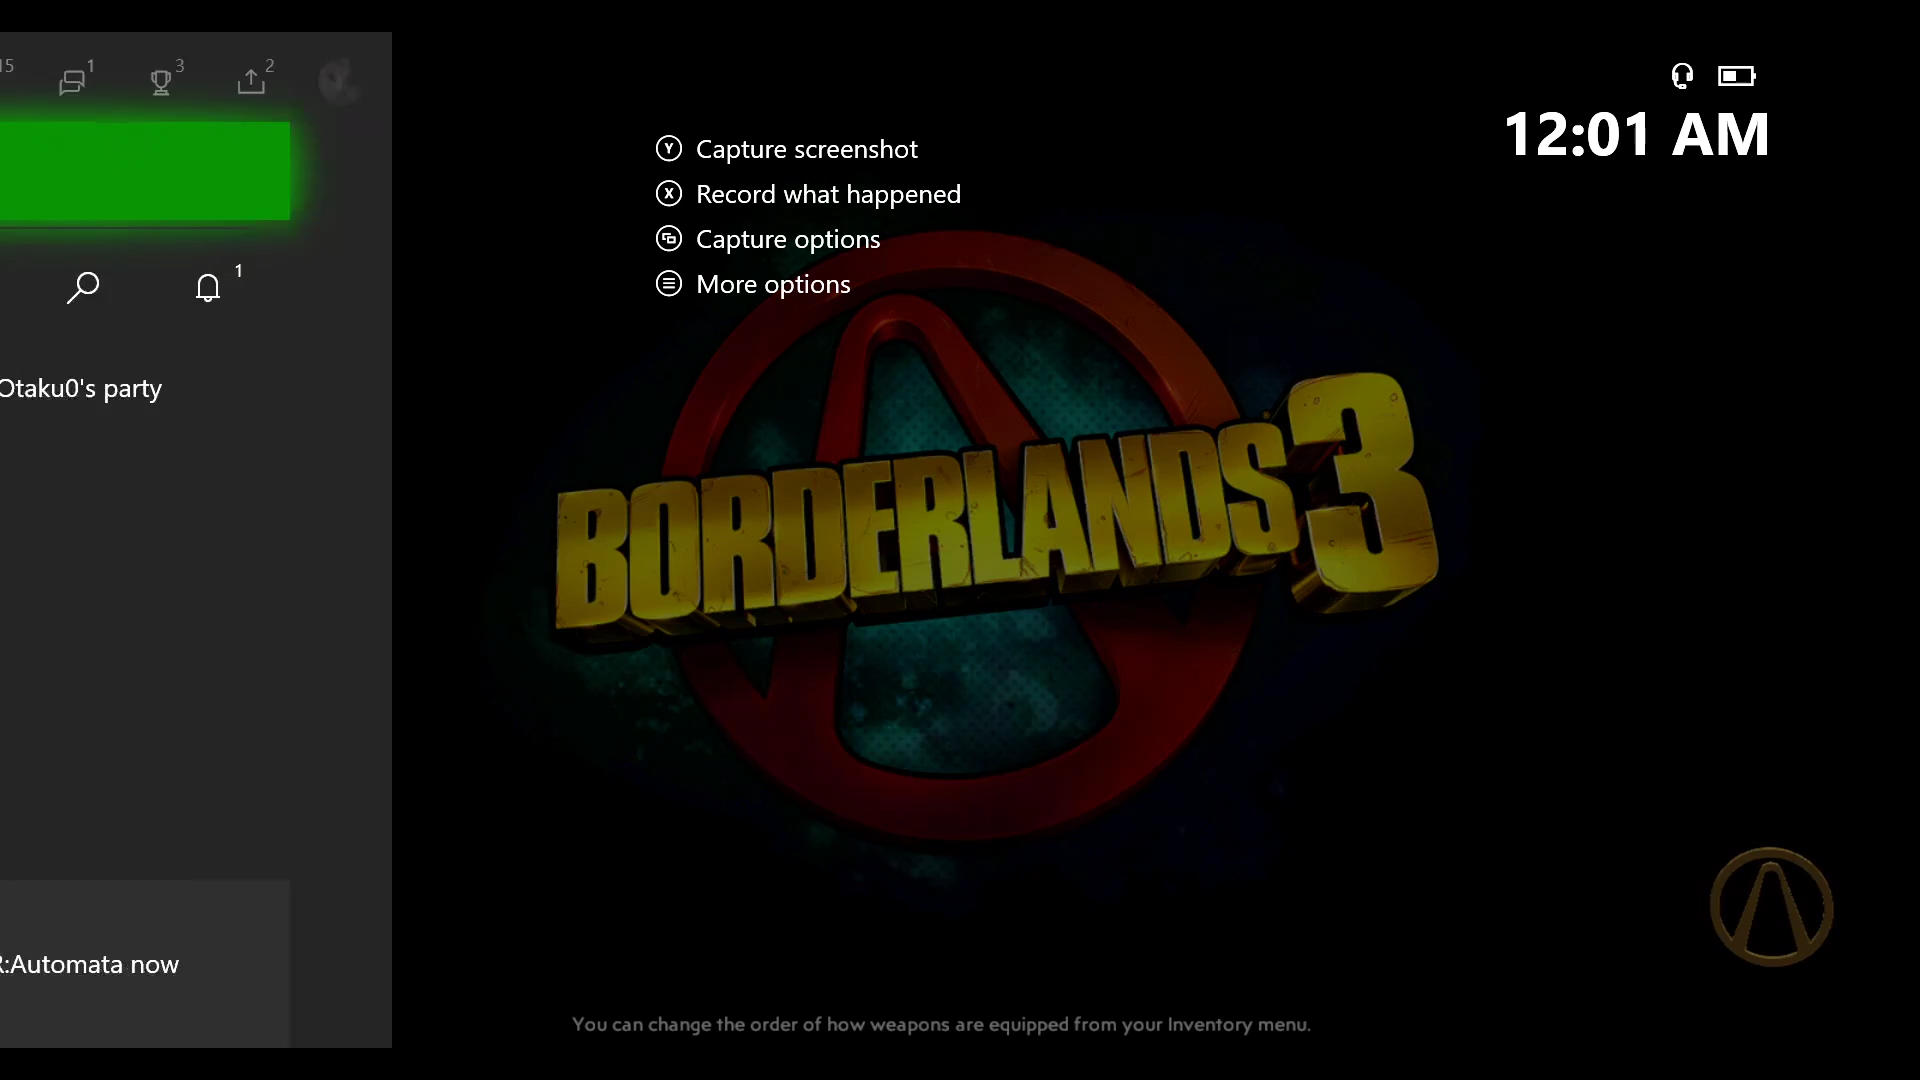 15
1
3
2
12:01 AM
Y Capture screenshot
X Record what happened
Capture options
More options
1
Otaku0's party
BORDERLANDS 3
R:Automata now
You can change the order of how weapons are equipped from your Inventory menu.